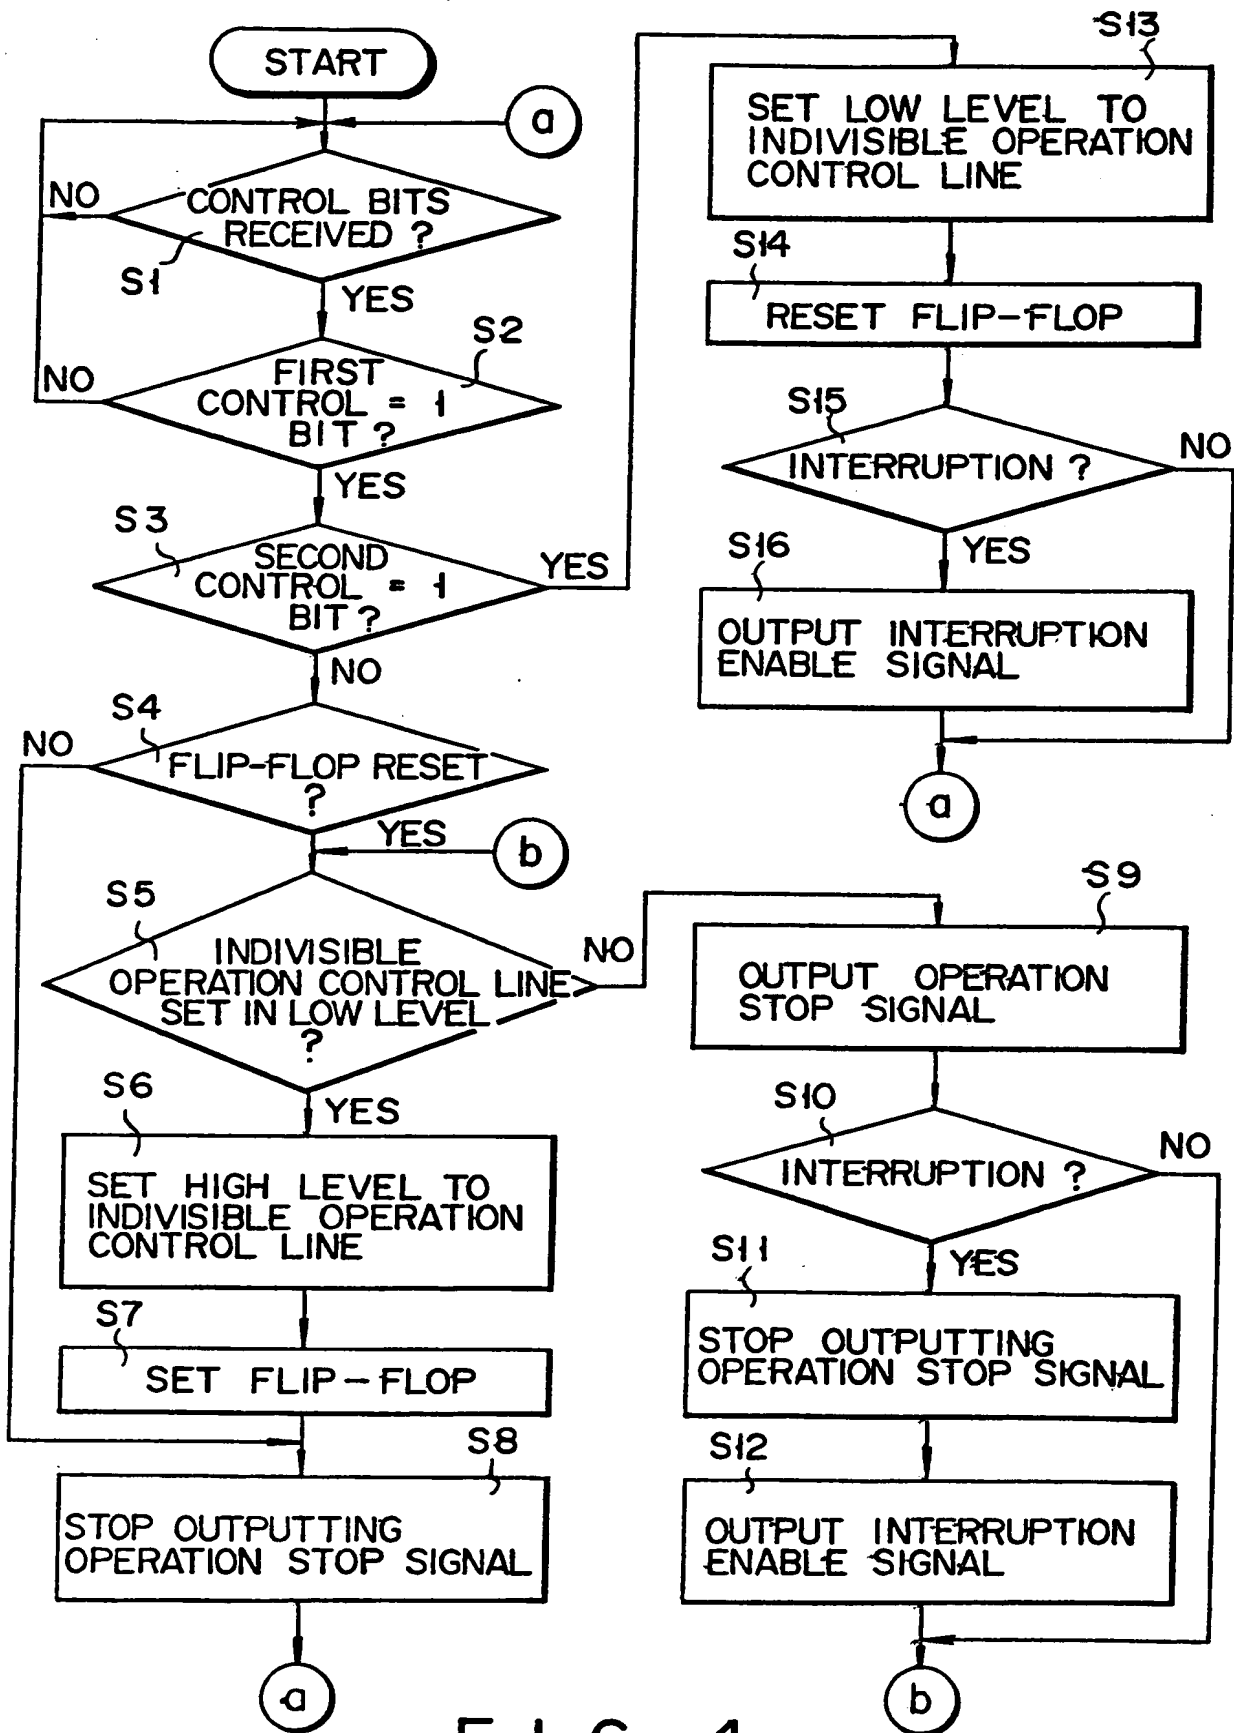 START
a
CONTROL BITS
RECEIVED ?
NO
S1
YES
S2
FIRST
CONTROL = 1
BIT ?
NO
YES
S3
SECOND
CONTROL = 1
BIT ?
YES
NO
S4
FLIP-FLOP RESET
?
NO
YES
b
S5
INDIVISIBLE
OPERATION CONTROL LINE
SET IN LOW LEVEL
?
NO
YES
S6
SET HIGH LEVEL TO
INDIVISIBLE OPERATION
CONTROL LINE
S7
SET FLIP-FLOP
S8
STOP OUTPUTTING
OPERATION STOP SIGNAL
a
S13
SET LOW LEVEL TO
INDIVISIBLE OPERATION
CONTROL LINE
S14
RESET FLIP-FLOP
S15
INTERRUPTION ?
NO
YES
S16
OUTPUT INTERRUPTION
ENABLE SIGNAL
a
S9
OUTPUT OPERATION
STOP SIGNAL
S10
INTERRUPTION ?
NO
YES
S11
STOP OUTPUTTING
OPERATION STOP SIGNAL
S12
OUTPUT INTERRUPTION
ENABLE SIGNAL
b